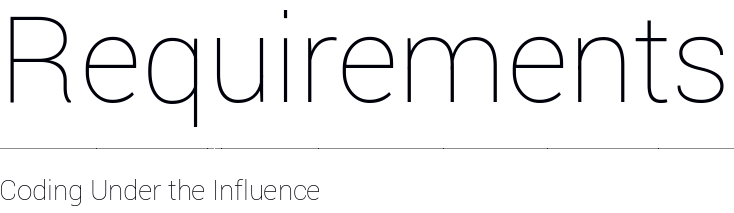 Requirements
Coding Under the Influence